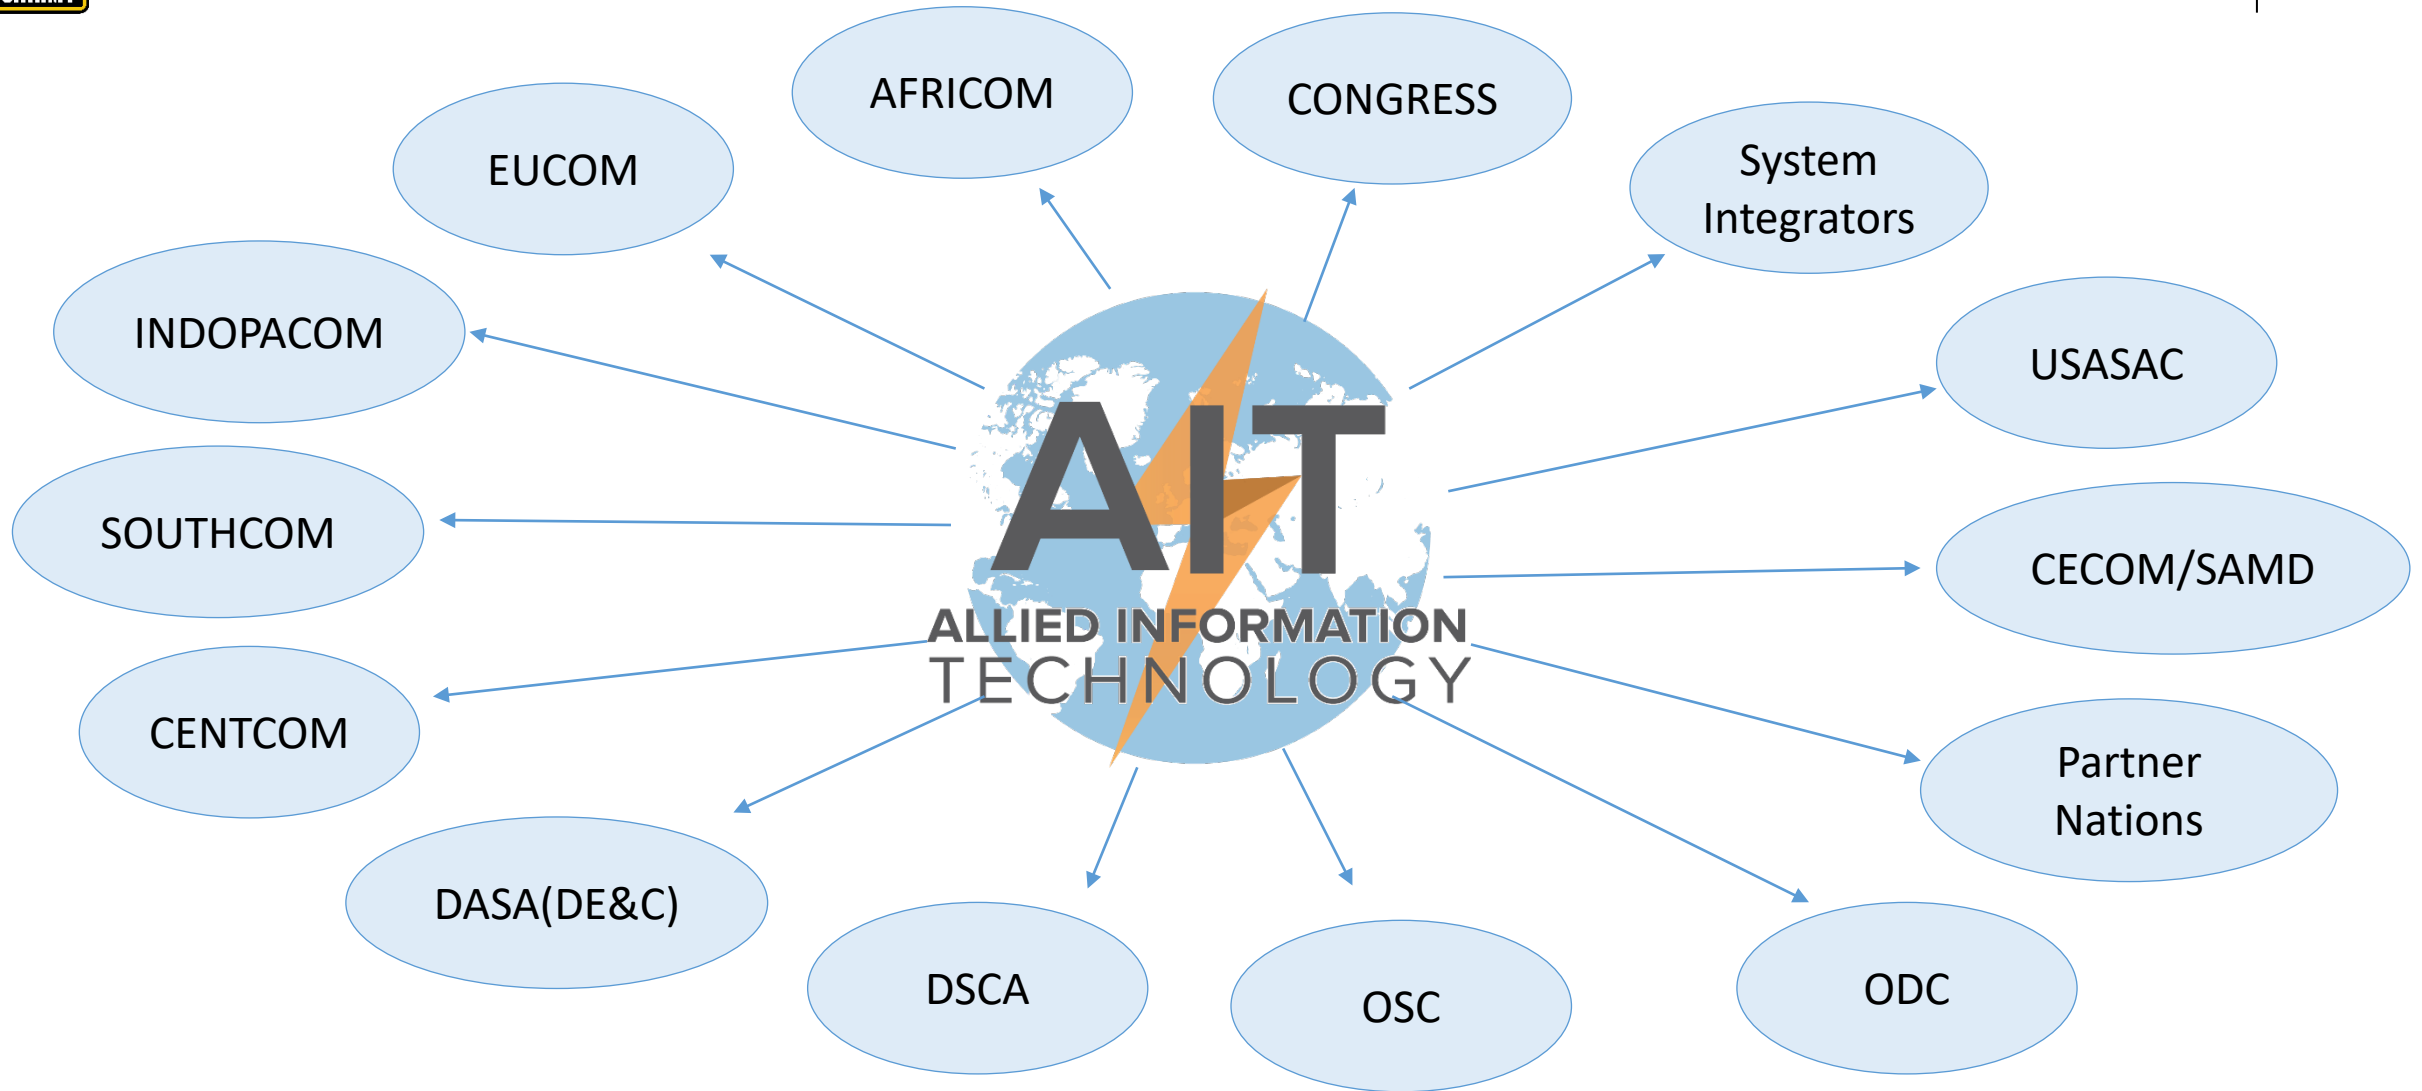 AFRICOM
CONGRESS
EUCOM
System
Integrators
INDOPACOM
USASAC
AIT
SOUTHCOM
CECOM/SAMD
ALLIED INFORMATION
TECHNOLOGY
CENTCOM
Partner
Nations
DASA(DE&C)
DSCA
OSC
ODC